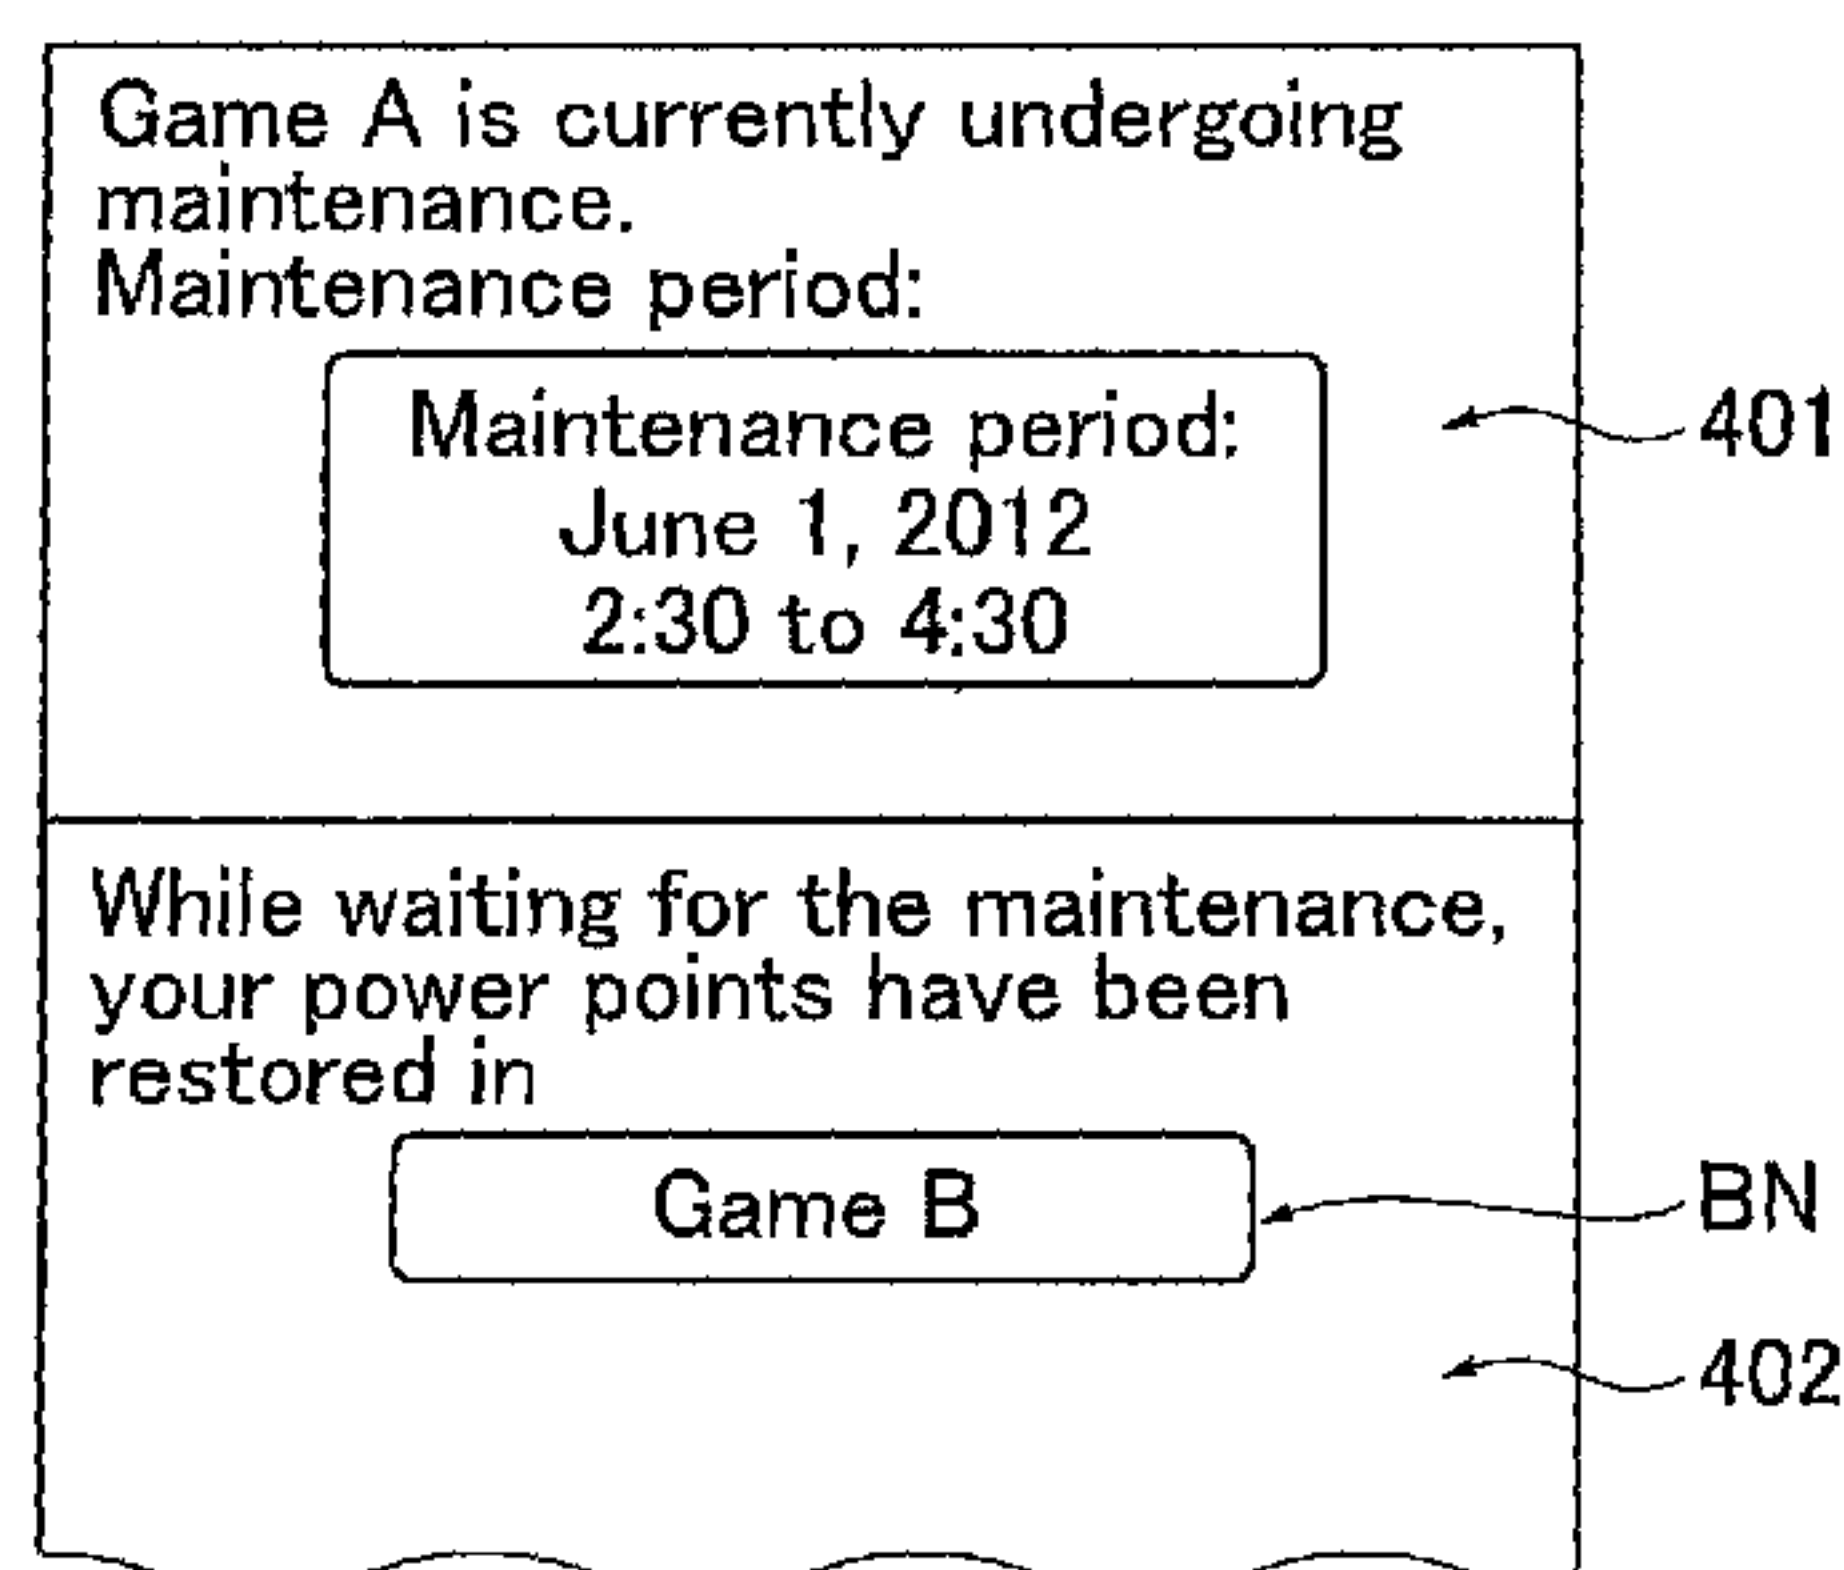 Game A is currently undergoing
maintenance.
Maintenance period:
Maintenance period:
June 1, 2012
2:30 to 4:30
401
While waiting for the maintenance,
your power points have been
restored in
Game B
BN
402